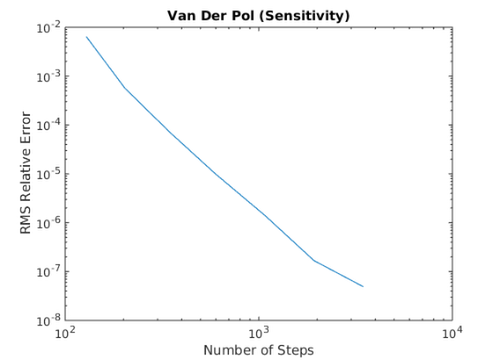 Van Der Pol (Sensitivity)
10^-2
10^-3
10^-4
10^-5
10^-6
10^-7
10^-8
RMS Relative Error
10^2 10^3 10^4
Number of Steps